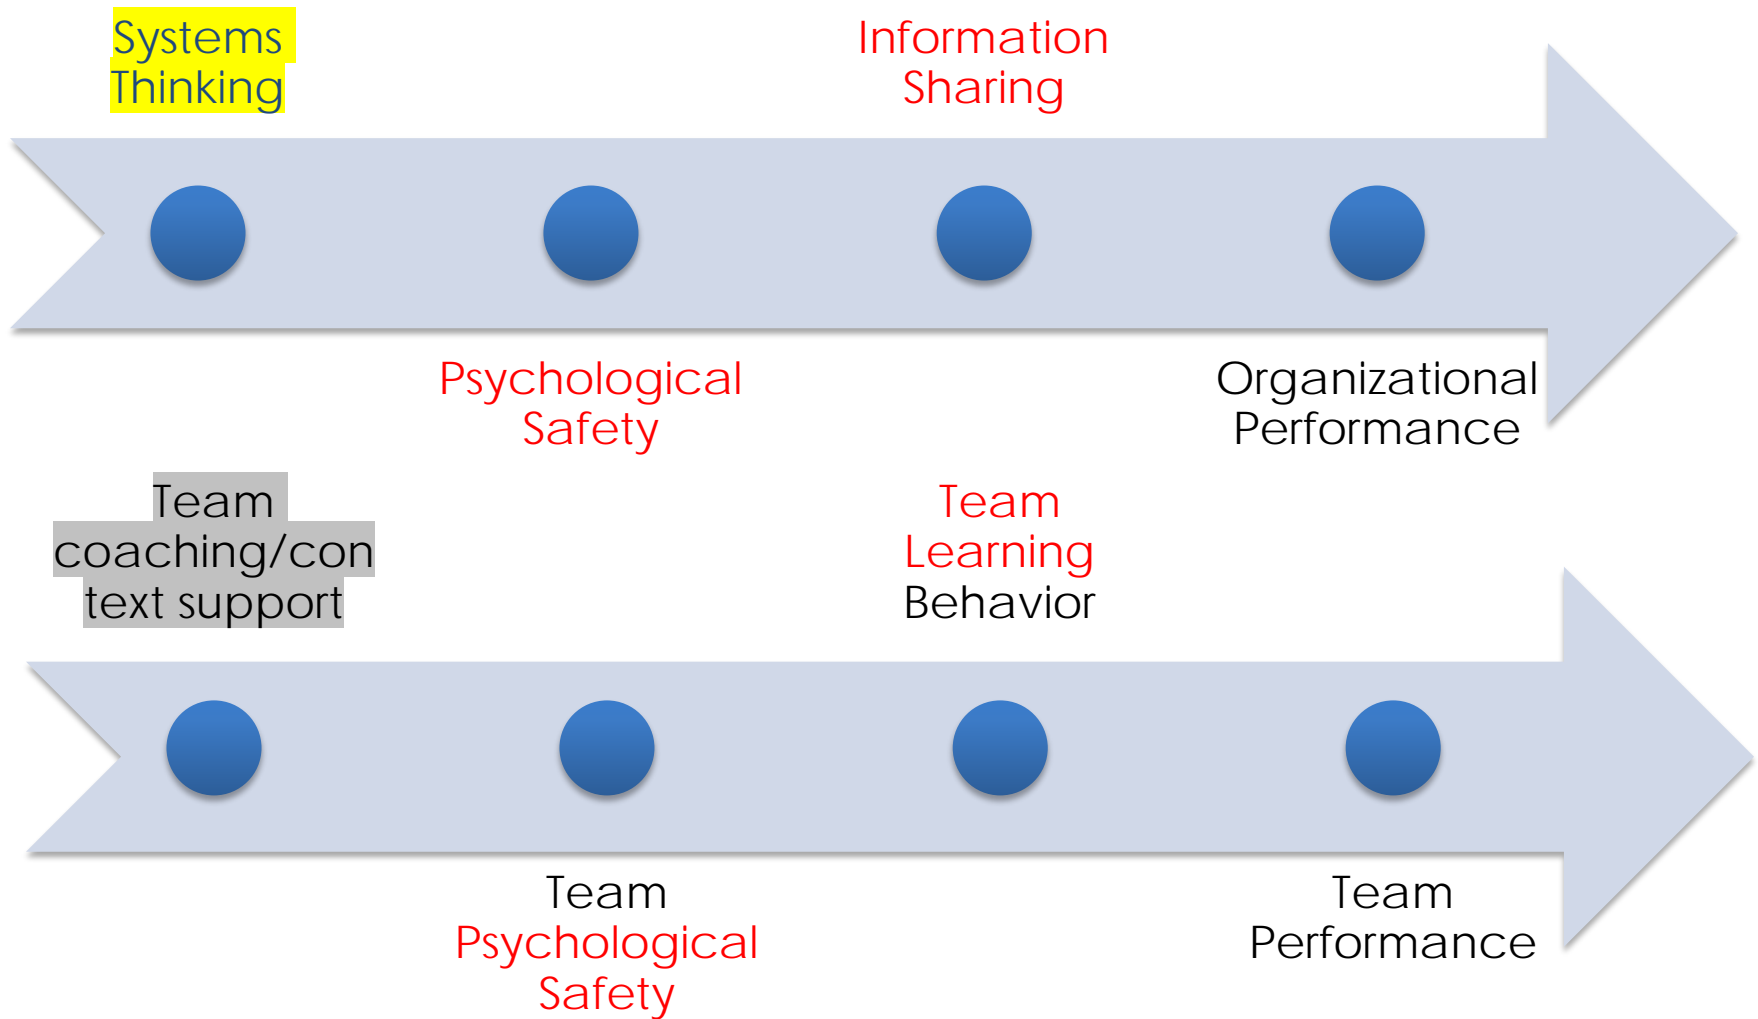 Systems
Thinking
Information
Sharing
Psychological
Safety
Organizational
Performance
Team
coaching/con
text support
Team
Learning
Behavior
Team
Psychological
Safety
Team
Performance